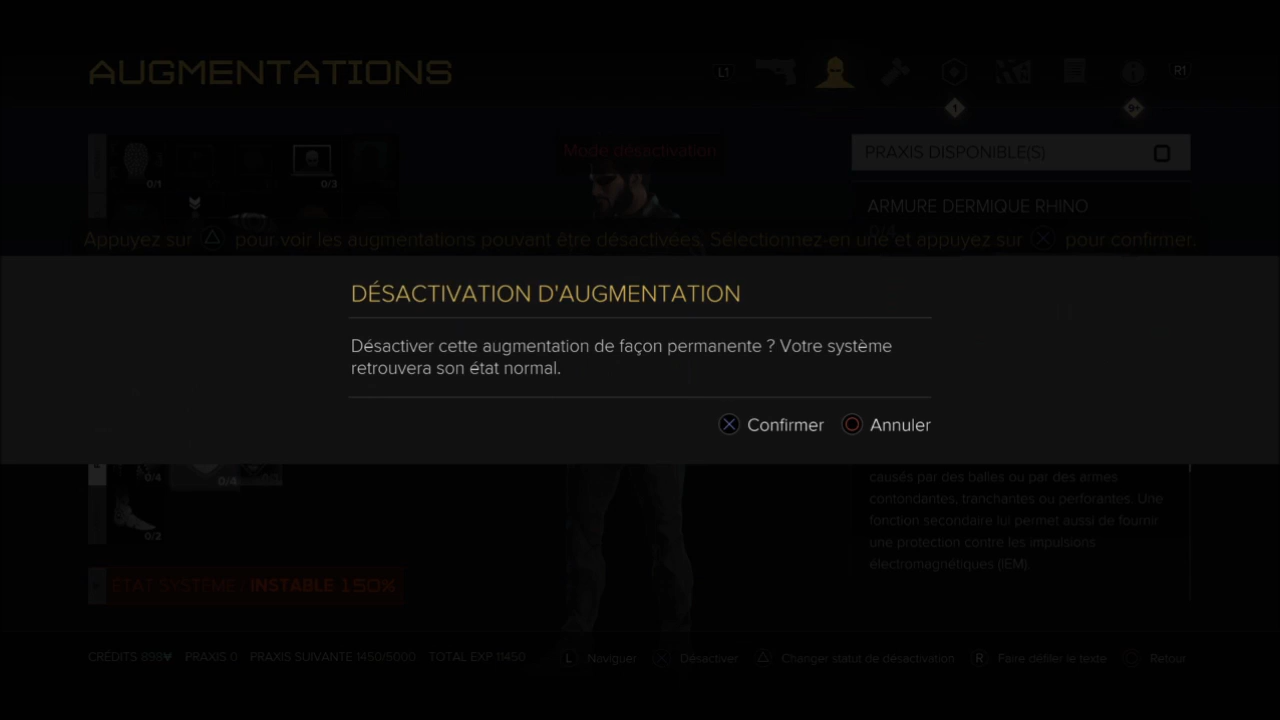 AUGMENTATIONS
L1
R1
1
9+
0/1
0/3
Mode désactivation
PRAXIS DISPONIBLE(S)
ARMURE DERMIQUE RHINO
0/4
Appuyez sur pour voir les augmentations pouvant être désactivées. Sélectionnez-en une et appuyez sur pour confirmer.
DÉSACTIVATION D'AUGMENTATION
Désactiver cette augmentation de façon permanente ? Votre système
retrouvera son état normal.
Confirmer Annuler
0/4
0/4
0/2
causés par des balles ou par des armes
contondantes, tranchantes ou perforantes. Une
fonction secondaire lui permet aussi de fournir
une protection contre les impulsions
électromagnétiques (IEM).
ÉTAT SYSTÈME : INSTABLE 150%
CRÉDITS 898 PRAXIS 0 PRAXIS SUIVANTE 1450/5000 TOTAL EXP 11450
L Naviguer Désactiver Changer statut de désactivation R Faire défiler le texte Retour